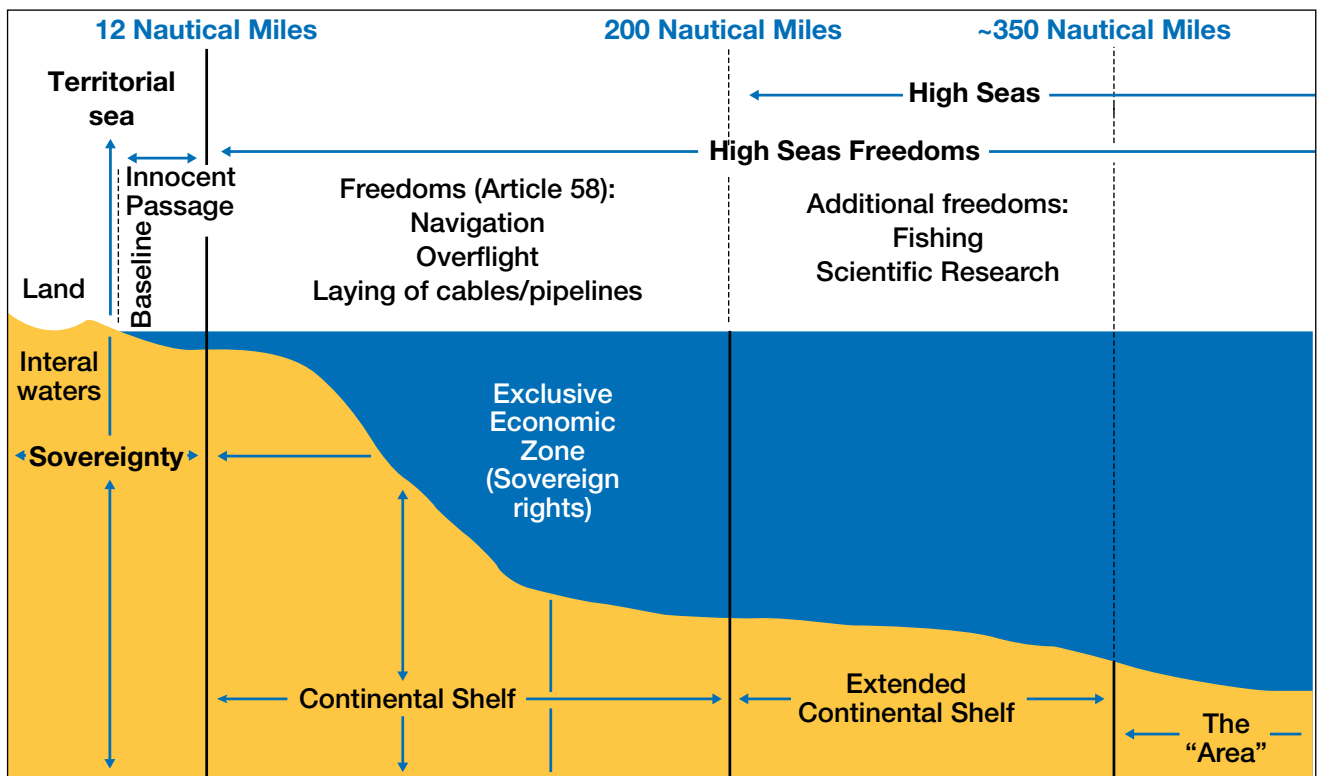 12 Nautical Miles
200 Nautical Miles
~350 Nautical Miles
Territorial
sea
High Seas
High Seas Freedoms
Innocent
Passage
Baseline
Freedoms (Article 58):
Navigation
Overflight
Laying of cables/pipelines
Additional freedoms:
Fishing
Scientific Research
Land
Interal
waters
Sovereignty
Exclusive
Economic
Zone
(Sovereign
rights)
Continental Shelf
Extended
Continental Shelf
The
“Area”